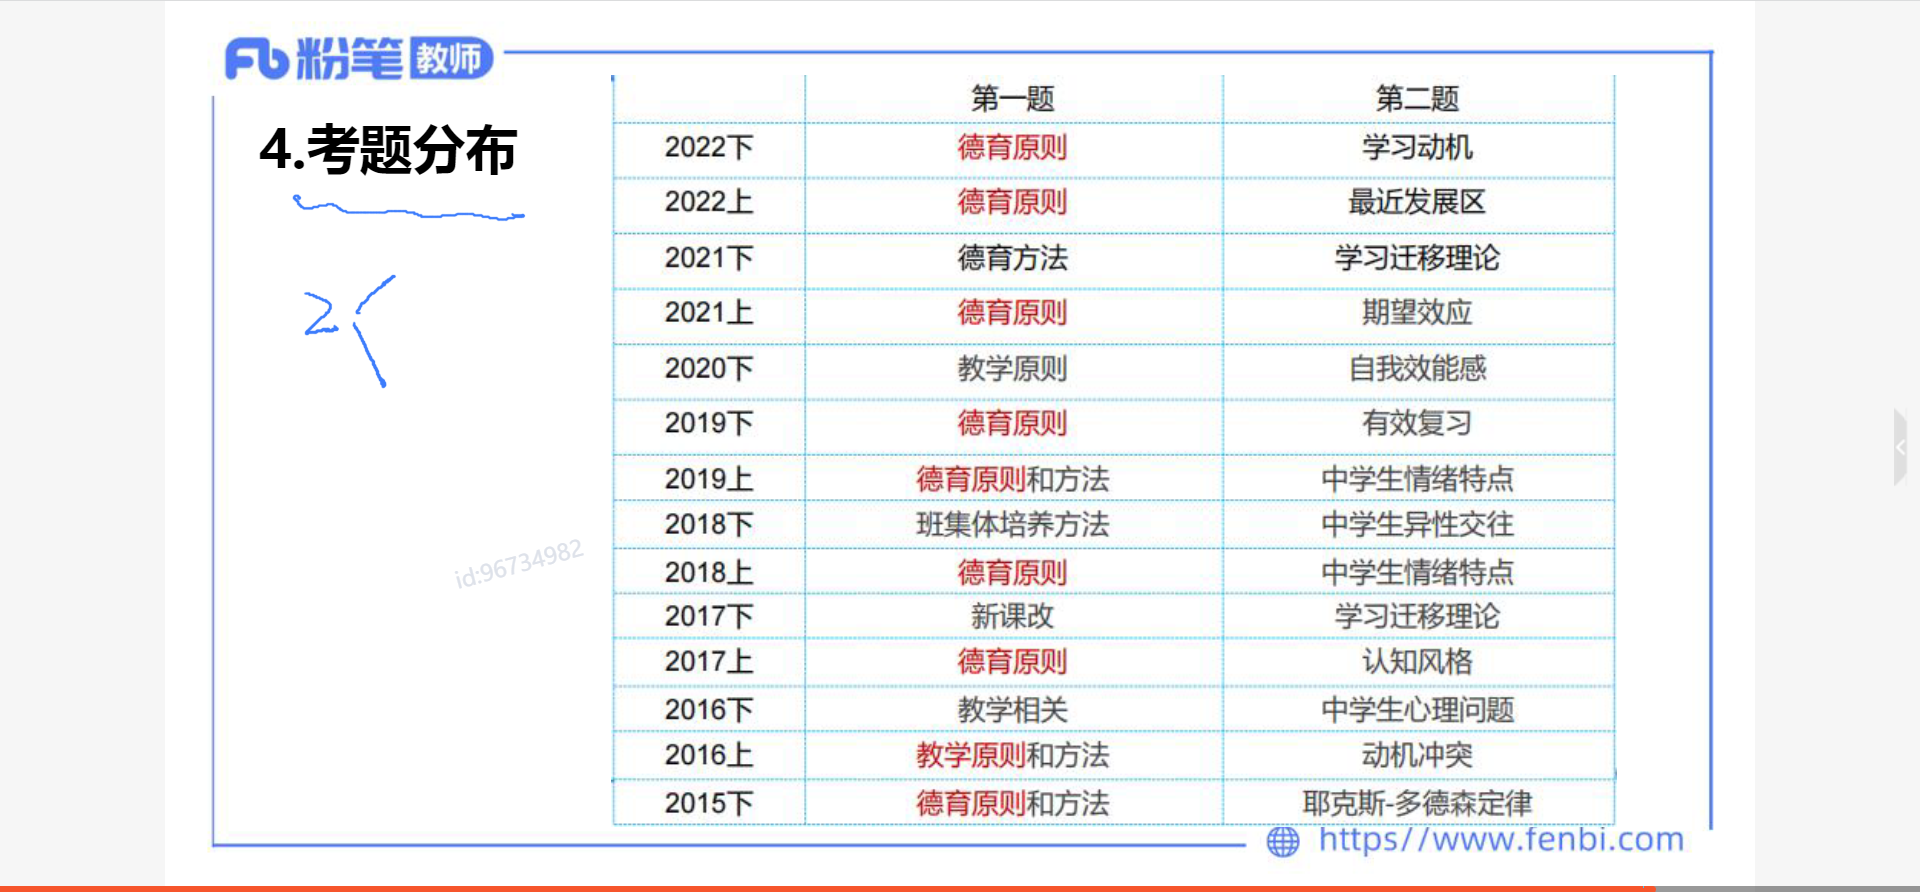 粉笔教师
4.考题分布
2
第一题 第二题
2022下 德育原则 学习动机
2022上 德育原则 最近发展区
2021下 德育方法 学习迁移理论
2021上 德育原则 期望效应
2020下 教学原则 自我效能感
2019下 德育原则 有效复习
2019上 德育原则和方法 中学生情绪特点
2018下 班集体培养方法 中学生异性交往
2018上 德育原则 中学生情绪特点
2017下 新课改 学习迁移理论
2017上 德育原则 认知风格
2016下 教学相关 中学生心理问题
2016上 教学原则和方法 动机冲突
2015下 德育原则和方法 耶克斯-多德森定律
id:96734982
https//www.fenbi.com